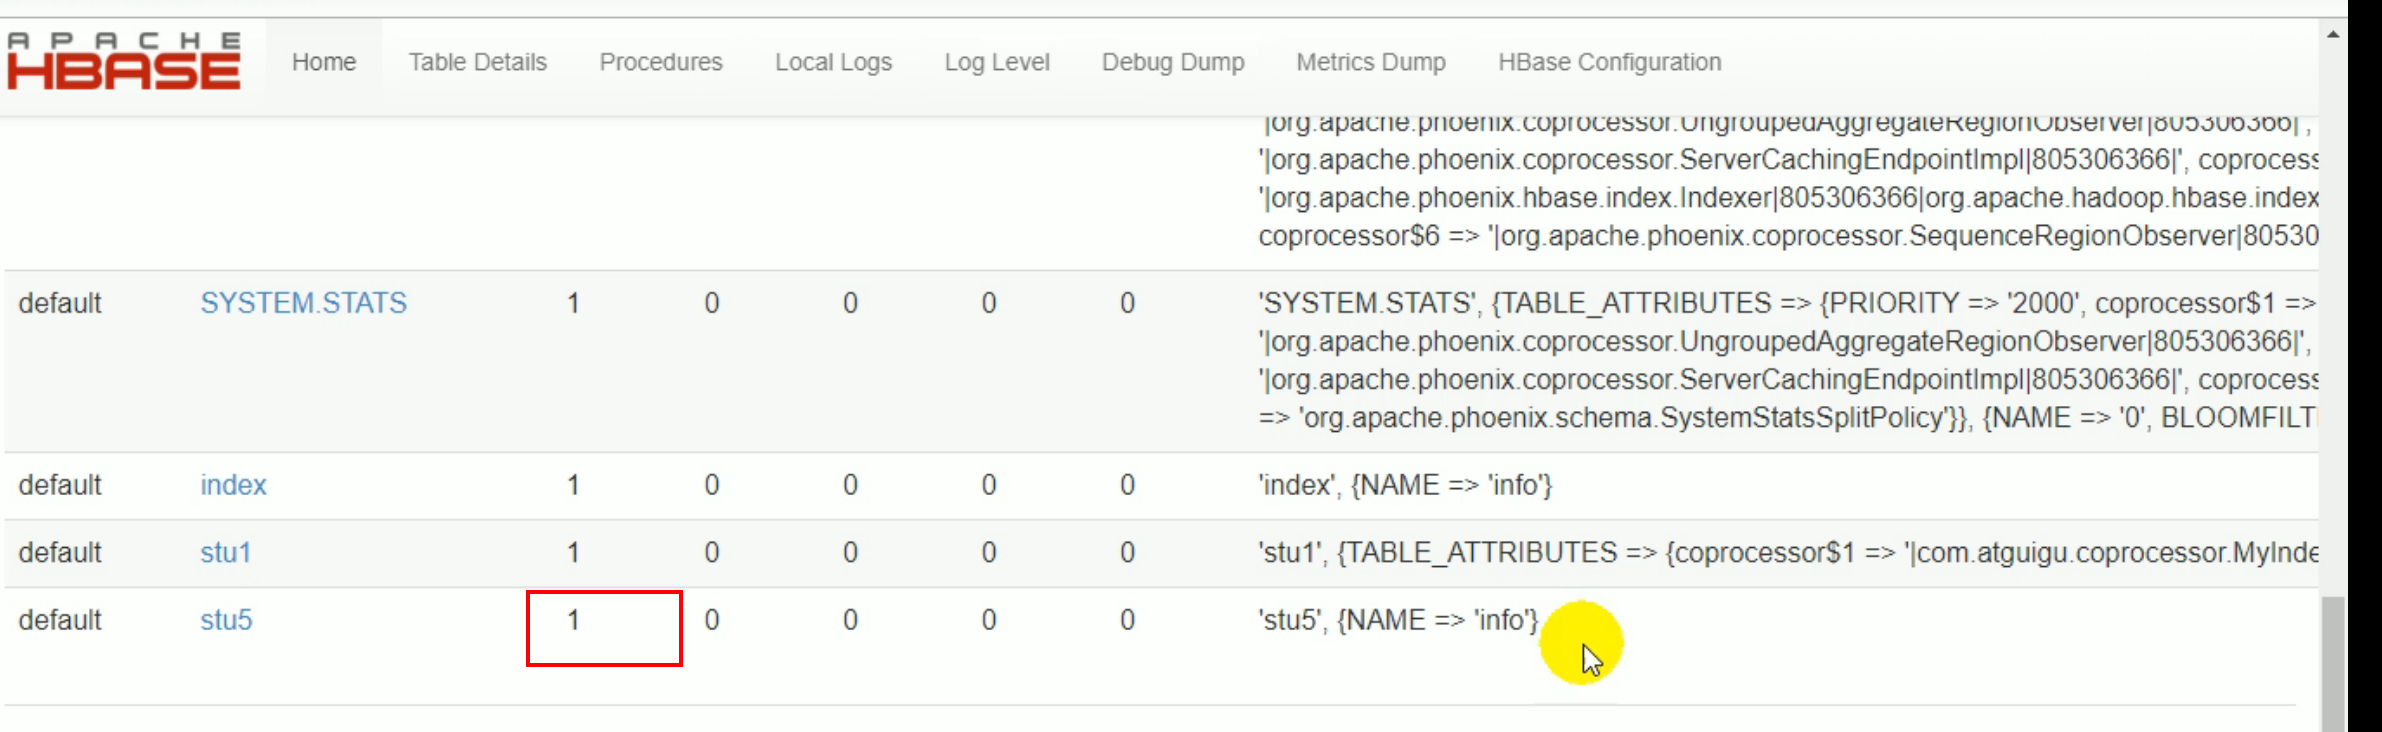 APACHE
HBASE
Home Table Details Procedures Local Logs Log Level Debug Dump Metrics Dump HBase Configuration
'|org.apache.phoenix.coprocessor.UngroupedAggregateRegionObserver|805306366|',
'|org.apache.phoenix.coprocessor.ServerCachingEndpointImpl|805306366|', coprocess
'|org.apache.phoenix.hbase.index.Indexer|805306366|org.apache.hadoop.hbase.index
coprocessor$6 => '|org.apache.phoenix.coprocessor.SequenceRegionObserver|80530
default SYSTEM.STATS 1 0 0 0 0 'SYSTEM.STATS', {TABLE_ATTRIBUTES => {PRIORITY => '2000', coprocessor$1 =>
'|org.apache.phoenix.coprocessor.UngroupedAggregateRegionObserver|805306366|',
'|org.apache.phoenix.coprocessor.ServerCachingEndpointImpl|805306366|', coprocess
=> 'org.apache.phoenix.schema.SystemStatsSplitPolicy'}}, {NAME => '0', BLOOMFILT
default index 1 0 0 0 0 'index', {NAME => 'info'}
default stu1 1 0 0 0 0 'stu1', {TABLE_ATTRIBUTES => {coprocessor$1 => '|com.atguigu.coprocessor.MyInde
default stu5 1 0 0 0 0 'stu5', {NAME => 'info'}